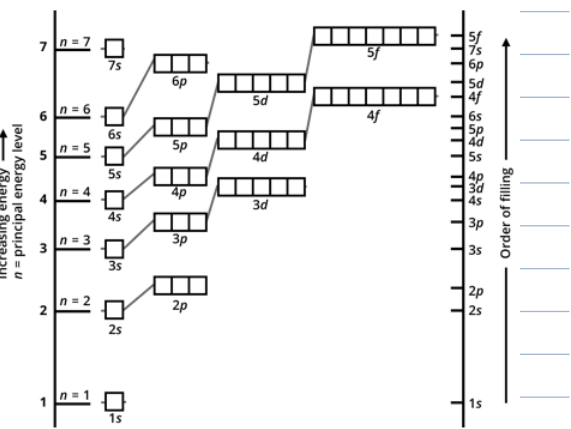 7 n = 7
7s
6p
5d
5f
6 n = 6
6s
5p
4d
4f
5 n = 5
5s
4p
3d
4 n = 4
4s
3p
3 n = 3
3s
2p
2 n = 2
2s
1 n = 1
1s
increasing energy
n = principal energy level
5f
7s
6p
5d
4f
6s
5p
4d
5s
4p
3d
4s
3p
3s
2p
2s
1s
Order of filling